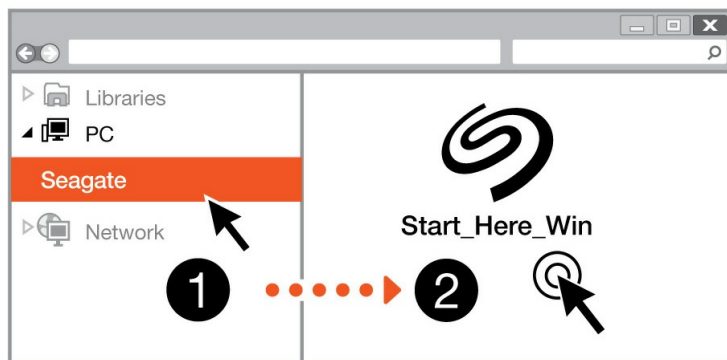 Libraries
PC
Seagate
Network
Start_Here_Win
1
2